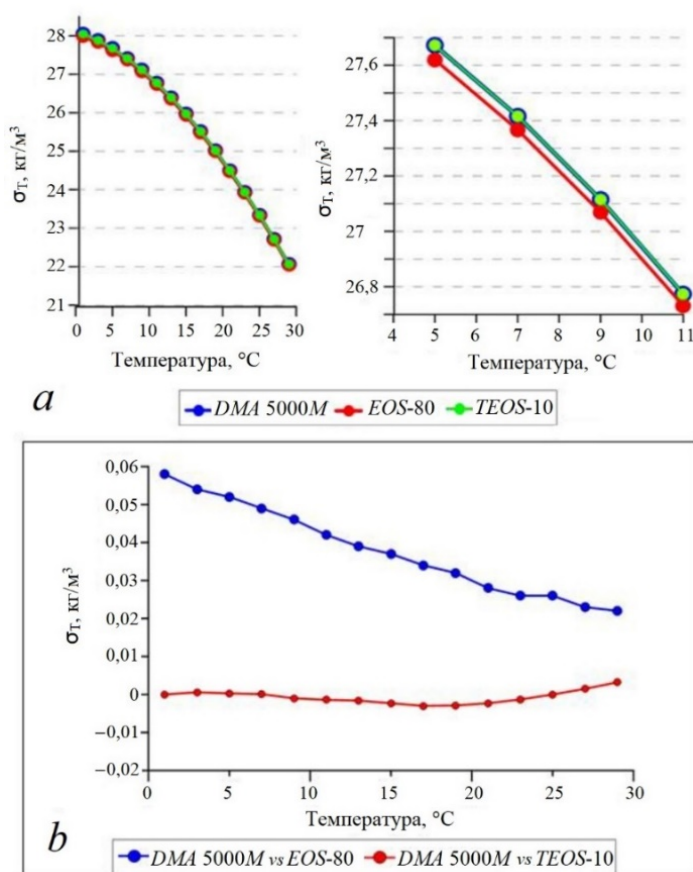 28
27
26
25
24
23
22
21
σT, кг/м³
0 5 10 15 20 25 30
Температура, °C
27,6
27,4
27,2
27
26,8
σT, кг/м³
4 5 6 7 8 9 10 11
Температура, °C
a
DMA 5000M EOS-80 TEOS-10
0,06
0,05
0,04
0,03
0,02
0,01
0
−0,01
−0,02
σT, кг/м³
0 5 10 15 20 25 30
Температура, °C
b
DMA 5000M vs EOS-80 DMA 5000M vs TEOS-10